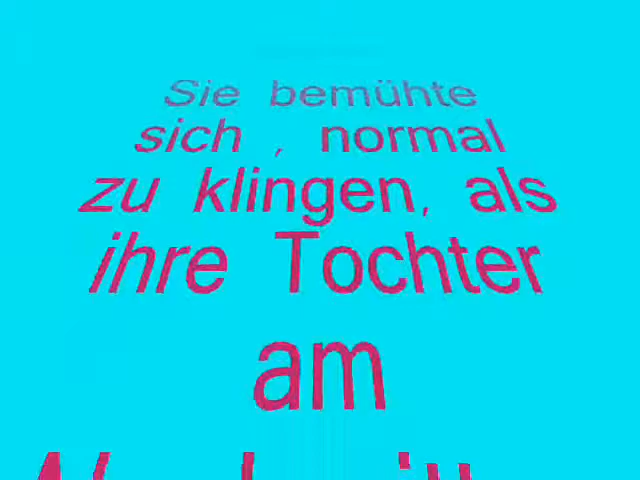 Sie bemühte
sich , normal
zu klingen, als
ihre Tochter
am